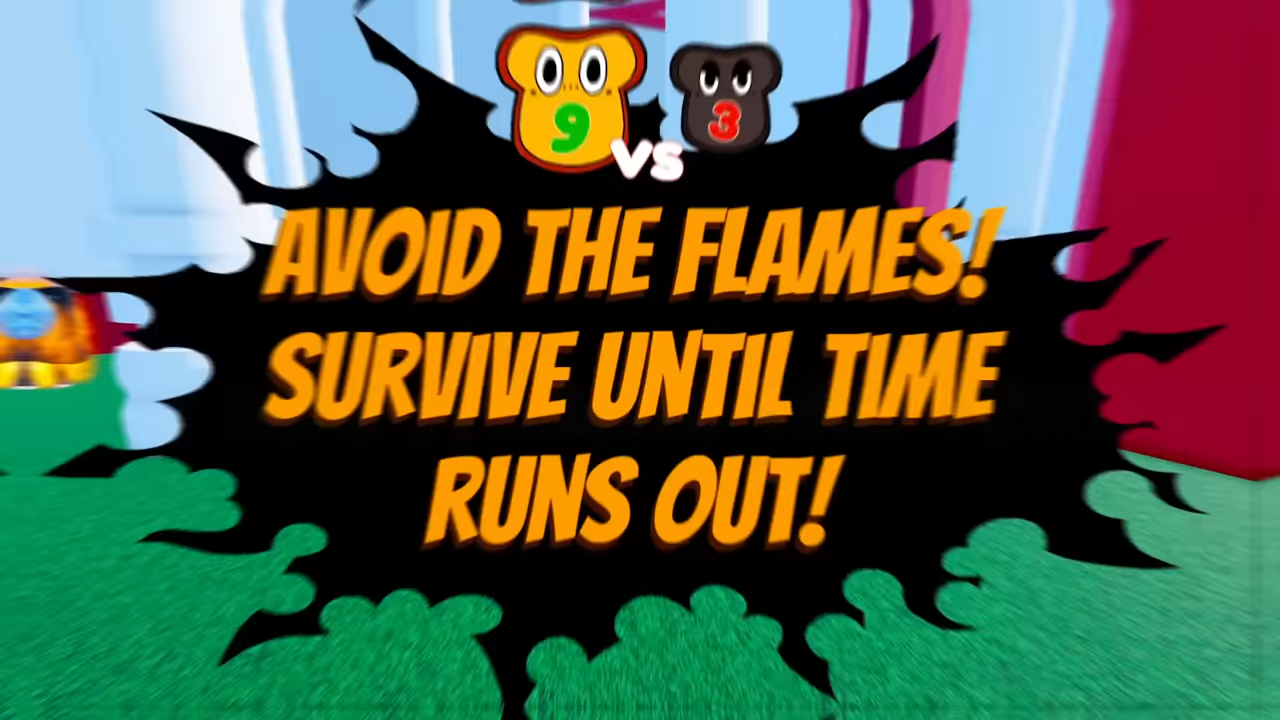 9 VS 3
AVOID THE FLAMES!
SURVIVE UNTIL TIME
RUNS OUT!